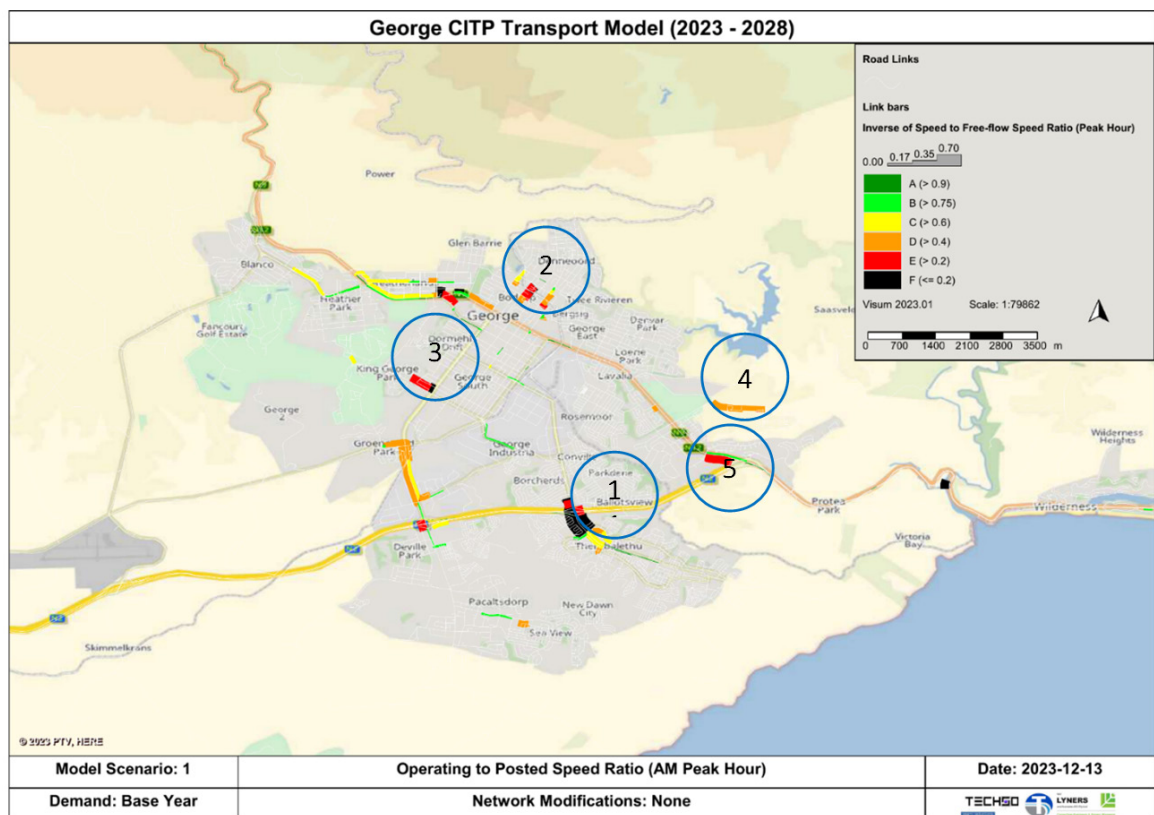 George CITP Transport Model (2023 - 2028)
Road Links
Link bars
Inverse of Speed to Free-flow Speed Ratio (Peak Hour)
0.00 0.17 0.35 0.70
A (> 0.9)
B (> 0.75)
C (> 0.6)
D (> 0.4)
E (> 0.2)
F (<= 0.2)
Visum 2023.01 Scale: 1:79862
0 700 1400 2100 2800 3500 m
Power
Glen Barrie
Blanco
2
Heather Park
George
Twee Rivieren
Bergsig
George East
Denver Park
Saasveld
Fancourt Golf Estate
Dormehl Drift
3
King George Park
George South
Loerie Park
Lavalia
4
George 2
Rosemoor
Wilderness Heights
Groeneweide Park
George Industria
Conville
Parkdene
5
Borcherds
1
Ballotsview
Protea Park
Wilderness
Thembalethu
Victoria Bay
Deville Park
Pacaltsdorp
New Dawn City
Sea View
Skimmelkrans
© 2023 PTV, HERE
Model Scenario: 1
Operating to Posted Speed Ratio (AM Peak Hour)
Date: 2023-12-13
Demand: Base Year
Network Modifications: None
TECHSO
LYNERS